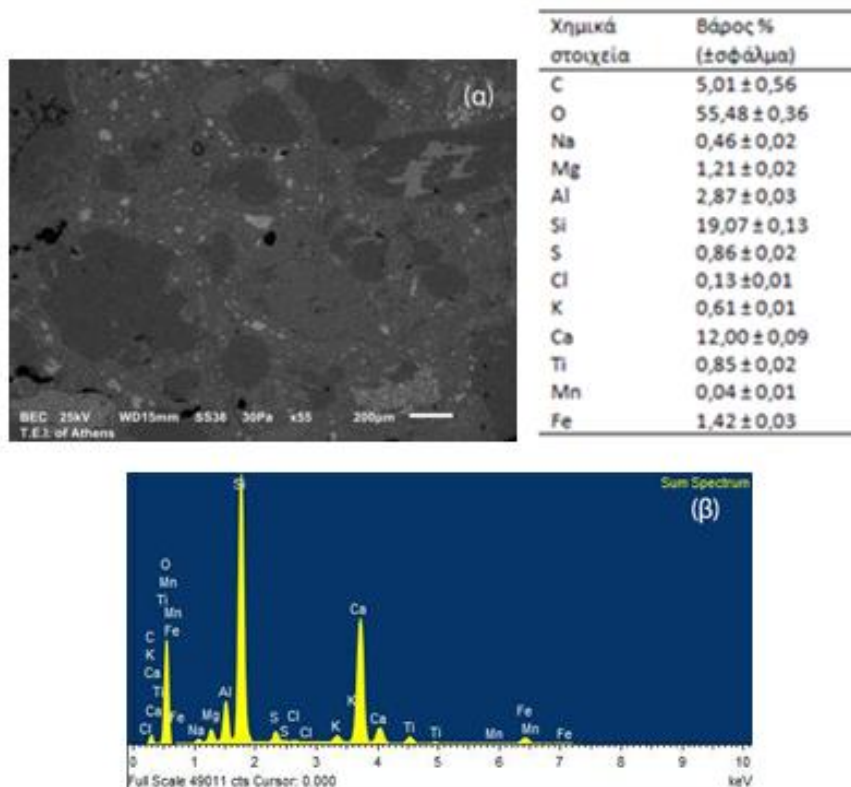 (α)
BEC 25kV WD15mm SS38 30Pa x55 200μm
T.E.I. of Athens
Χημικά στοιχεία Βάρος % (±σφάλμα)
C 5,01 ± 0,56
O 55,48 ± 0,36
Na 0,46 ± 0,02
Mg 1,21 ± 0,02
Al 2,87 ± 0,03
Si 19,07 ± 0,13
S 0,86 ± 0,02
Cl 0,13 ±0,01
K 0,61 ± 0,01
Ca 12,00 ± 0,09
Ti 0,85 ± 0,02
Mn 0,04 ± 0,01
Fe 1,42 ± 0,03
Sum Spectrum
(β)
Si
O
Mn
Ti
Mn
C
Fe
K
Ca
Ti
Ca
Fe
Cl
Na
Mg
Al
S
S
Cl
Cl
K
Ca
K
Ca
Ti
Ti
Mn
Fe
Mn
Fe
0 1 2 3 4 5 6 7 8 9 10
Full Scale 49011 cts Cursor: 0.000 keV